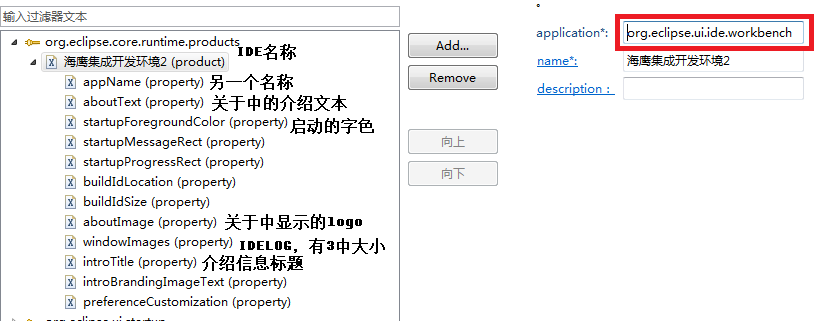 输入过滤器文本
org.eclipse.core.runtime.products
IDE名称
海鹰集成开发环境2 (product)
appName (property) 另一个名称
aboutText (property) 关于中的介绍文本
startupForegroundColor (property) 启动的字色
startupMessageRect (property)
startupProgressRect (property)
buildIdLocation (property)
buildIdSize (property)
aboutImage (property) 关于中显示的logo
windowImages (property) IDELOG，有3中大小
introTitle (property) 介绍信息标题
introBrandingImageText (property)
preferenceCustomization (property)
org.eclipse.ui.startup
Add...
Remove
向上
向下
。
application*: org.eclipse.ui.ide.workbench
name*: 海鹰集成开发环境2
description：